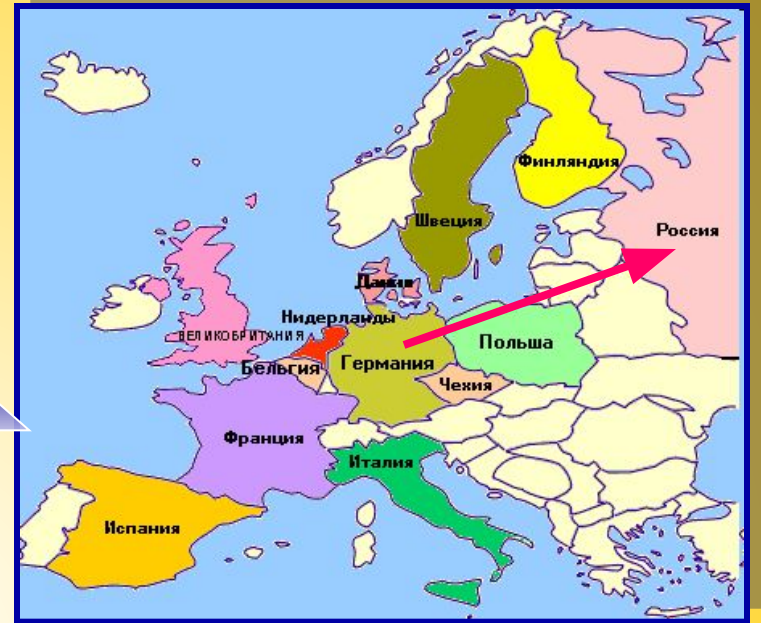 Финляндия
Швеция
Россия
Дания
Нидерланды
ВЕЛИКОБРИТАНИЯ
Польша
Бельгия
Германия
Чехия
Франция
Италия
Испания